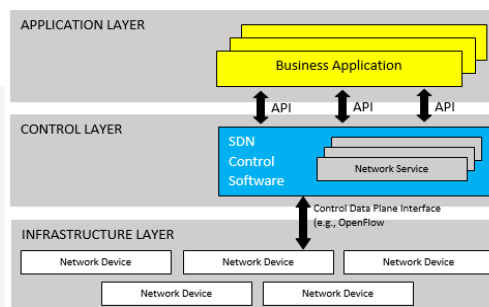 APPLICATION LAYER
Business Application
API API API
CONTROL LAYER
SDN
Control
Software
Network Service
Control Data Plane Interface
(e.g., OpenFlow
INFRASTRUCTURE LAYER
Network Device Network Device Network Device
Network Device Network Device